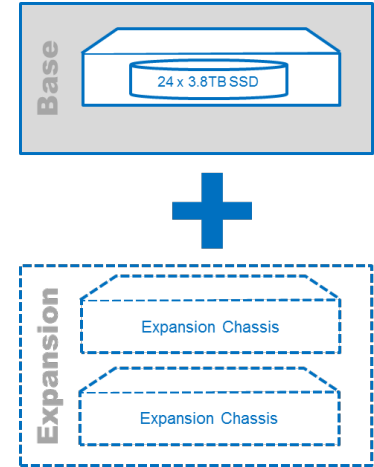 Base
24 x 3.8TB SSD
Expansion
Expansion Chassis
Expansion Chassis